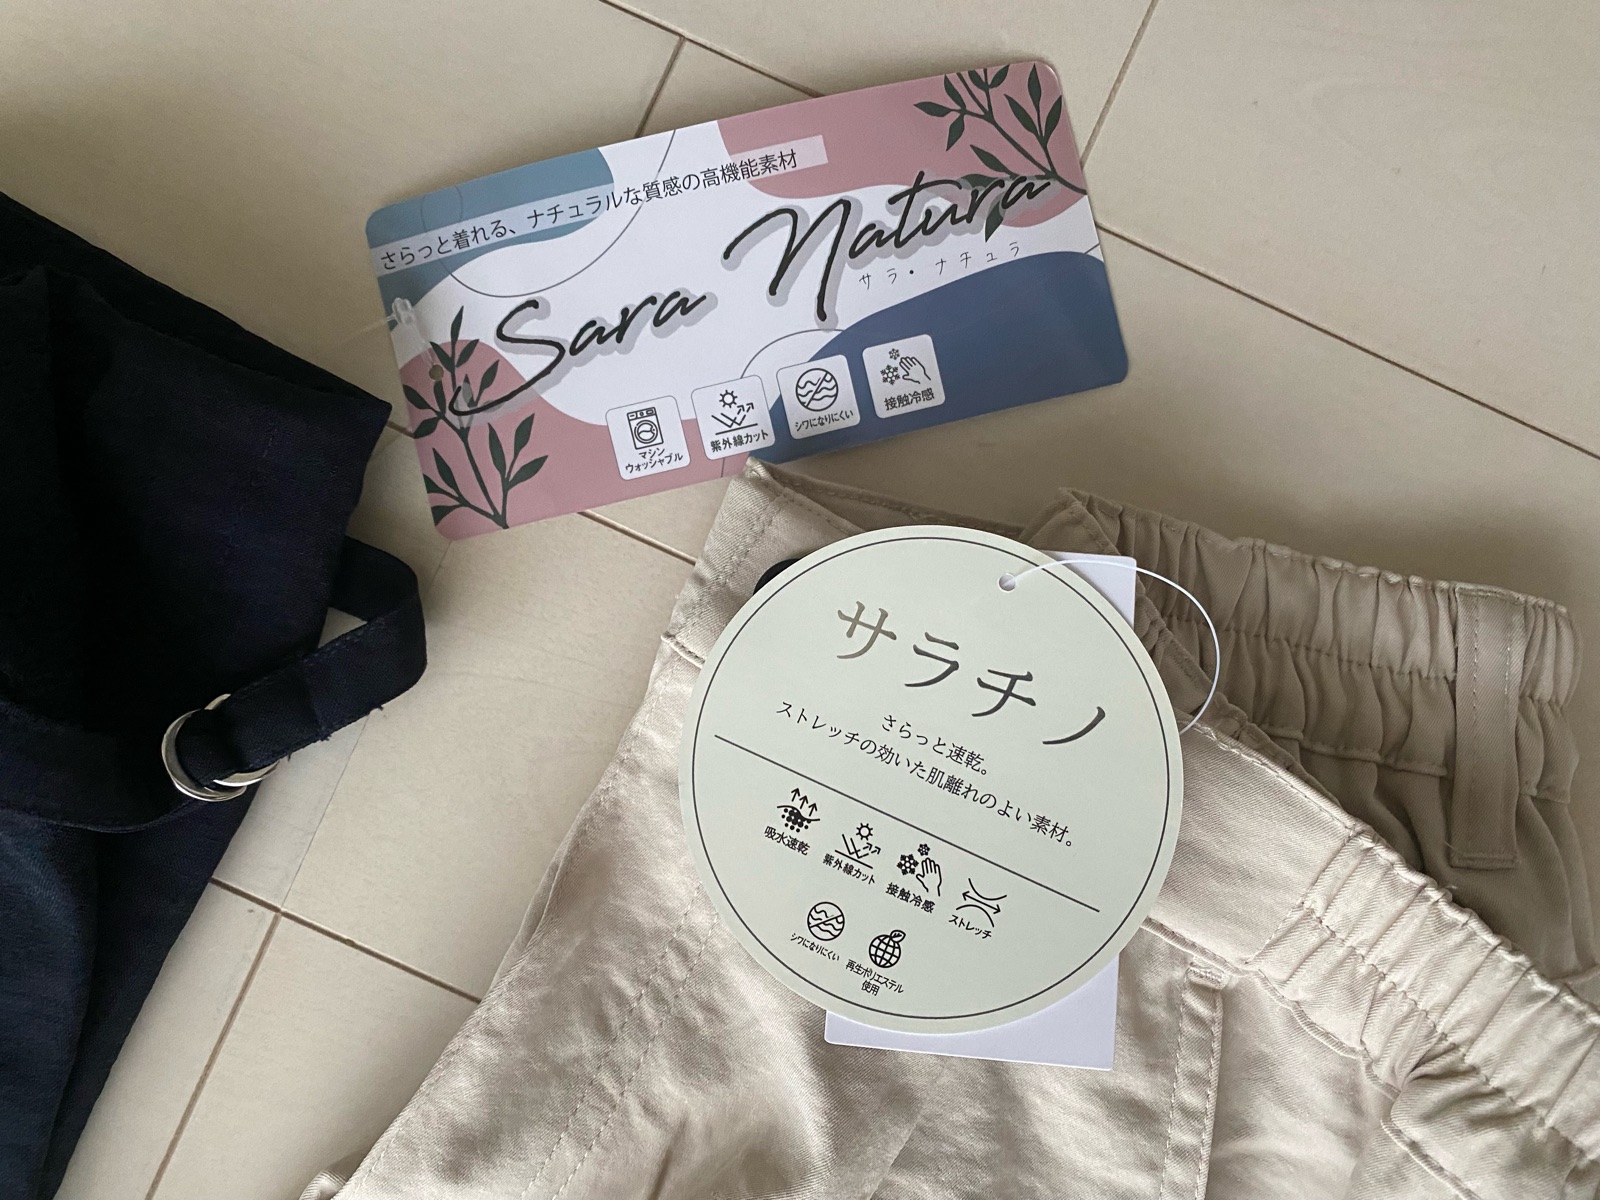 さらっと着れる、ナチュラルな質感の高機能素材
Sara Natura
サラ・ナチュラ
マシン
ウォッシャブル
紫外線カット
シワになりにくい
接触冷感
サラチノ
さらっと速乾。
ストレッチの効いた肌離れのよい素材。
吸水速乾
紫外線カット
接触冷感
ストレッチ
シワになりにくい
再生ポリエステル
使用